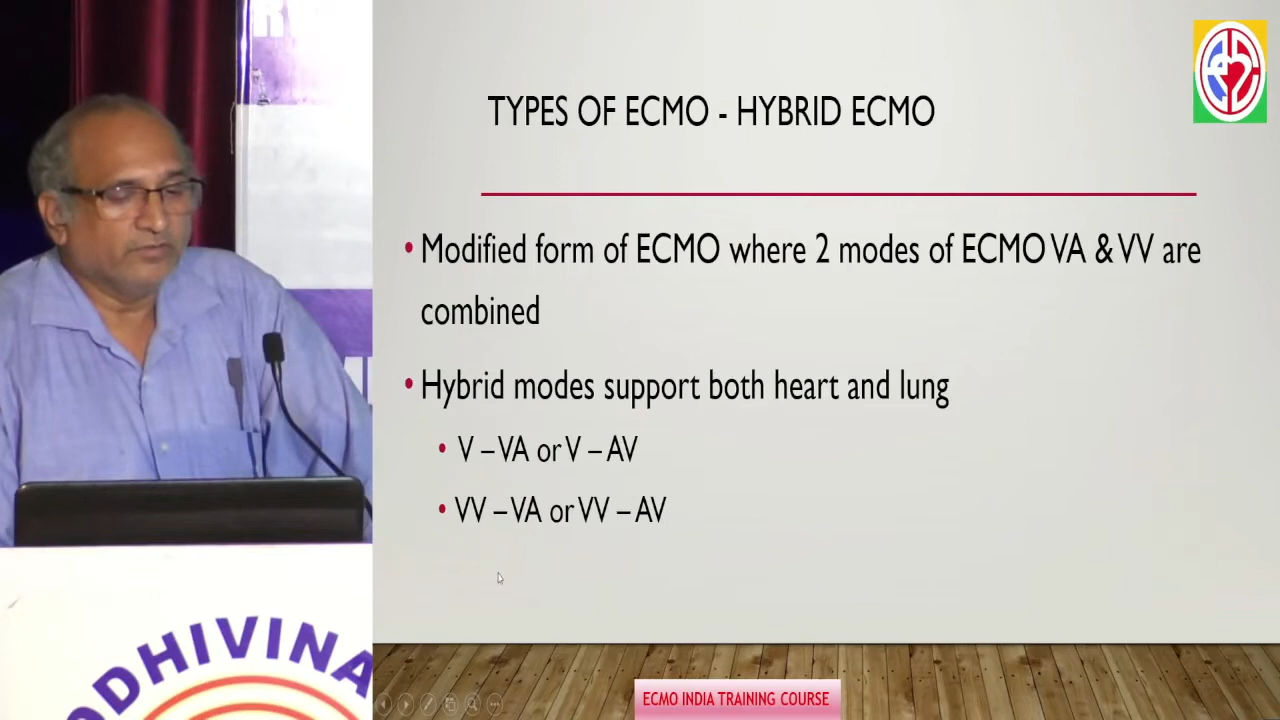 TYPES OF ECMO - HYBRID ECMO
• Modified form of ECMO where 2 modes of ECMO VA & VV are
combined
• Hybrid modes support both heart and lung
• V – VA or V – AV
• VV – VA or VV – AV
ODHIVINA
ECMO INDIA TRAINING COURSE